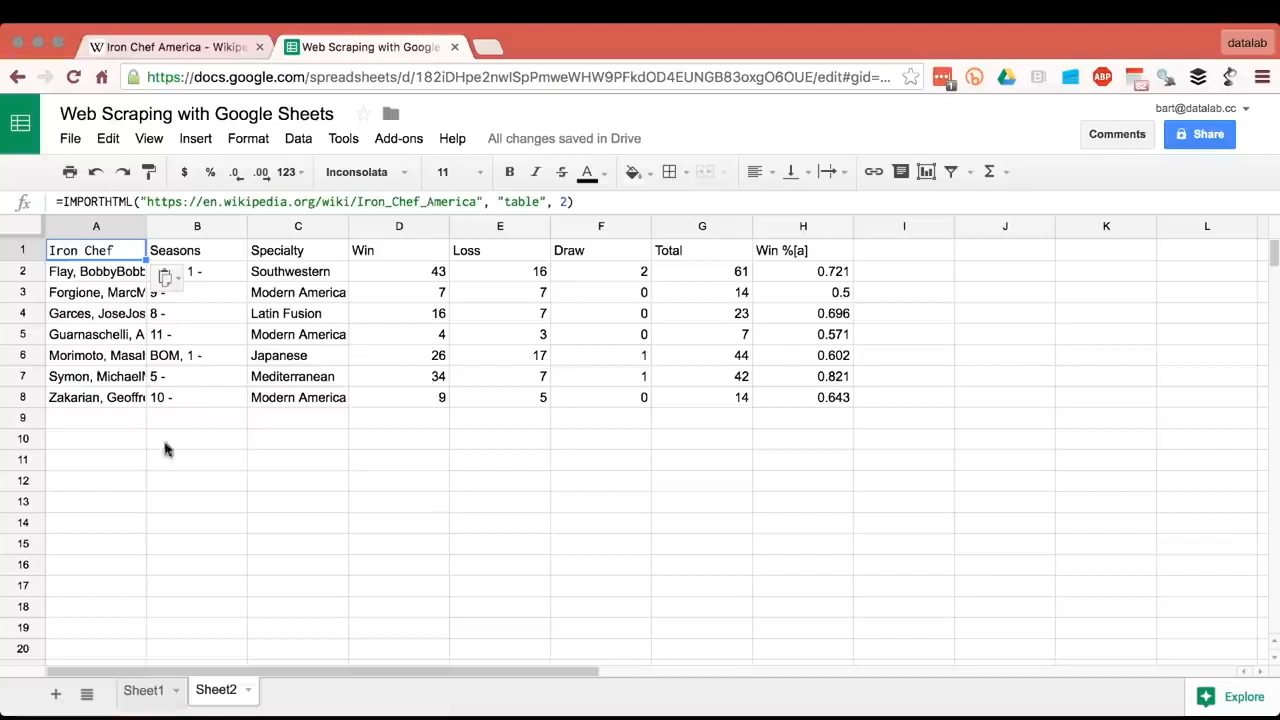 Iron Chef America - Wikipe
Web Scraping with Google
datalab
https://docs.google.com/spreadsheets/d/182iDHpe2nwlSpPmweWHW9PFkdOD4EUNGB83oxgO6OUE/edit#gid=...
Web Scraping with Google Sheets
bart@datalab.cc
File Edit View Insert Format Data Tools Add-ons Help All changes saved in Drive
Comments Share
$ % .0 .00 123 Inconsolata 11 B I S A
fx =IMPORTHTML("https://en.wikipedia.org/wiki/Iron_Chef_America", "table", 2)
A B C D E F G H I J K L
1 Iron Chef Seasons Specialty Win Loss Draw Total Win %[a]
2 Flay, BobbyBobb 1 - Southwestern 43 16 2 61 0.721
3 Forgione, MarcM 9 - Modern America 7 7 0 14 0.5
4 Garces, JoseJos 8 - Latin Fusion 16 7 0 23 0.696
5 Guarnaschelli, A 11 - Modern America 4 3 0 7 0.571
6 Morimoto, Masal BOM, 1 - Japanese 26 17 1 44 0.602
7 Symon, Michael 5 - Mediterranean 34 7 1 42 0.821
8 Zakarian, Geoffre 10 - Modern America 9 5 0 14 0.643
9
10
11
12
13
14
15
16
17
18
19
20
Sheet1 Sheet2 Explore